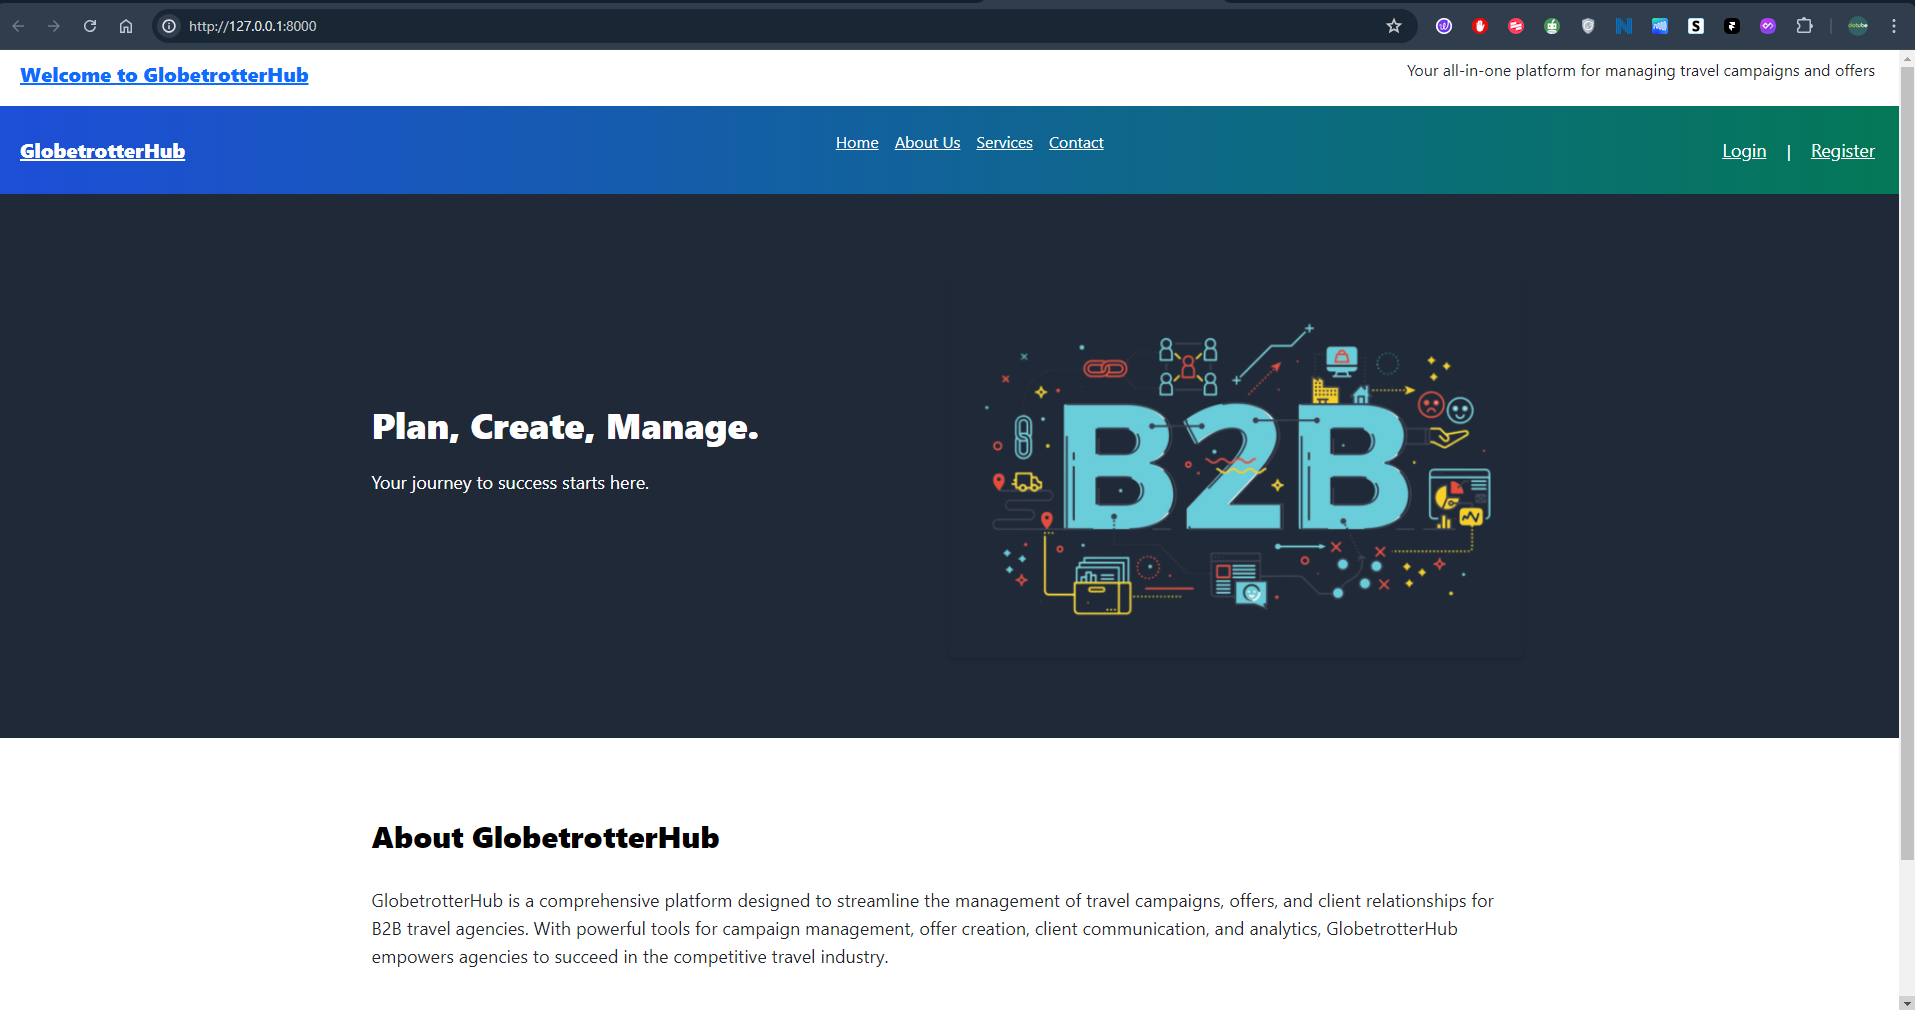 http://127.0.0.1:8000
Welcome to GlobetrotterHub
Your all-in-one platform for managing travel campaigns and offers
GlobetrotterHub
Home About Us Services Contact
Login | Register
Plan, Create, Manage.
Your journey to success starts here.
B2B
About GlobetrotterHub
GlobetrotterHub is a comprehensive platform designed to streamline the management of travel campaigns, offers, and client relationships for
B2B travel agencies. With powerful tools for campaign management, offer creation, client communication, and analytics, GlobetrotterHub
empowers agencies to succeed in the competitive travel industry.